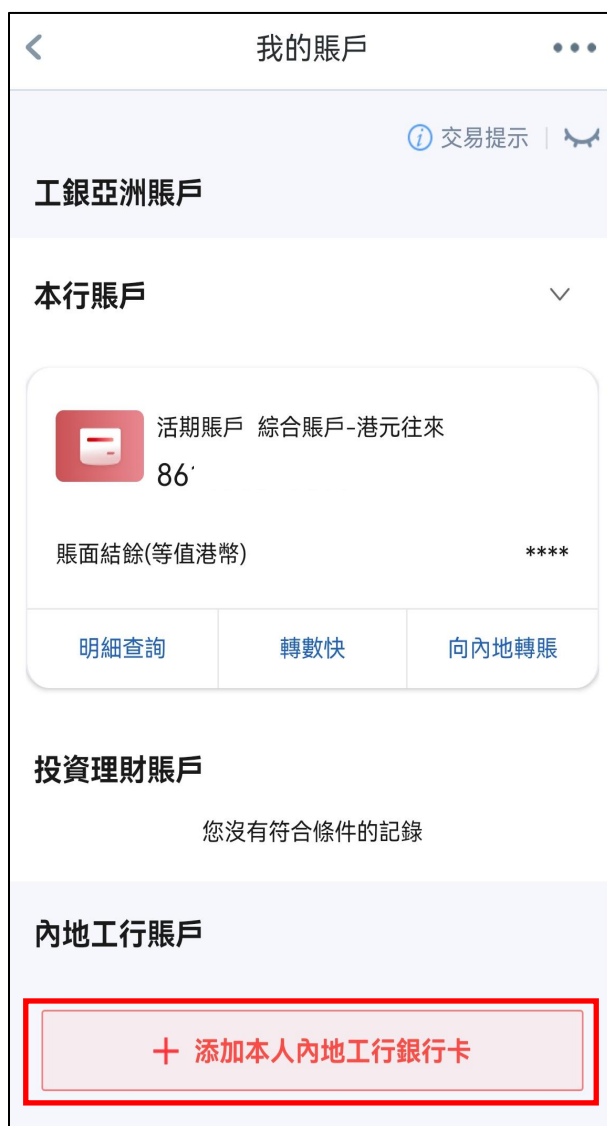 我的賬戶
交易提示
工銀亞洲賬戶
本行賬戶
活期賬戶 綜合賬戶-港元往來
86
賬面結餘(等值港幣) ****
明細查詢 轉數快 向內地轉賬
投資理財賬戶
您沒有符合條件的記錄
內地工行賬戶
＋ 添加本人內地工行銀行卡